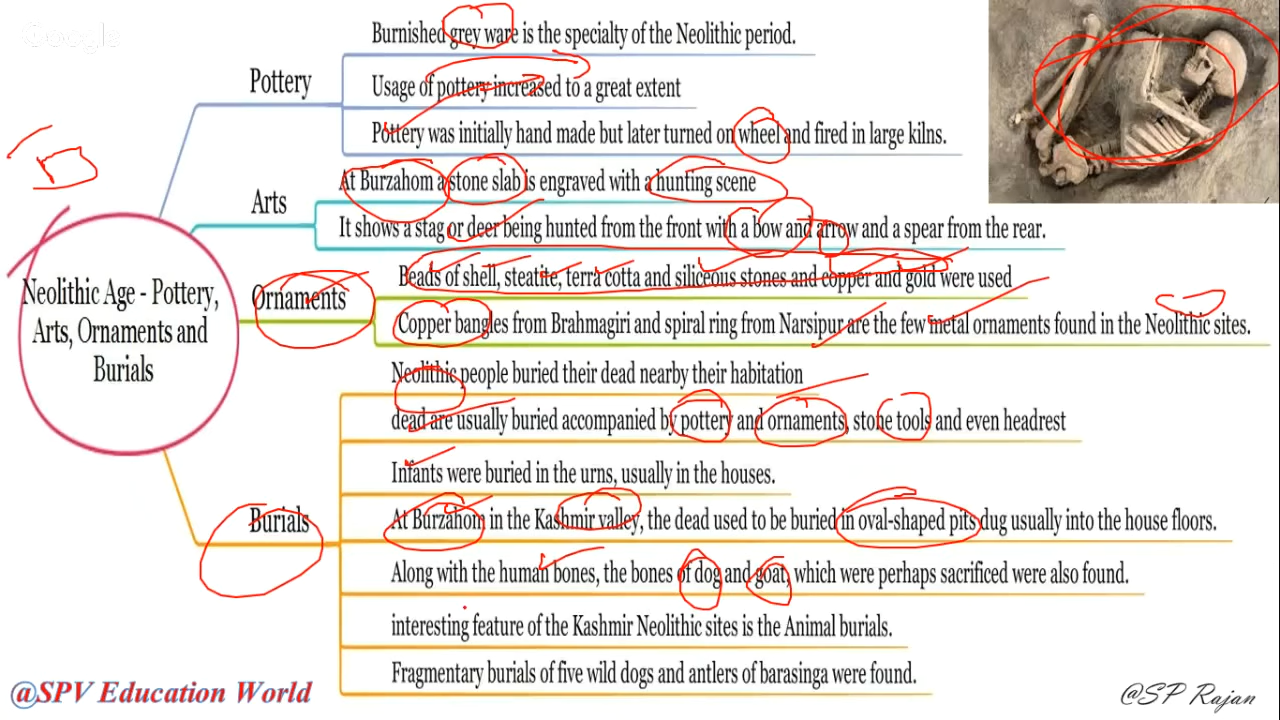 Google
Burnished grey ware is the specialty of the Neolithic period.
Pottery
Usage of pottery increased to a great extent
Pottery was initially hand made but later turned on wheel and fired in large kilns.
At Burzahom a stone slab is engraved with a hunting scene
Arts
It shows a stag or deer being hunted from the front with a bow and arrow and a spear from the rear.
Neolithic Age - Pottery,
Arts, Ornaments and
Burials
Beads of shell, steatite, terra cotta and siliceous stones and copper and gold were used
Ornaments
Copper bangles from Brahmagiri and spiral ring from Narsipur are the few metal ornaments found in the Neolithic sites.
Neolithic people buried their dead nearby their habitation
dead are usually buried accompanied by pottery and ornaments, stone tools and even headrest
Infants were buried in the urns, usually in the houses.
Burials
At Burzahom in the Kashmir valley, the dead used to be buried in oval-shaped pits dug usually into the house floors.
Along with the human bones, the bones of dog and goat, which were perhaps sacrificed were also found.
interesting feature of the Kashmir Neolithic sites is the Animal burials.
Fragmentary burials of five wild dogs and antlers of barasinga were found.
@SPV Education World
@SP Rajan